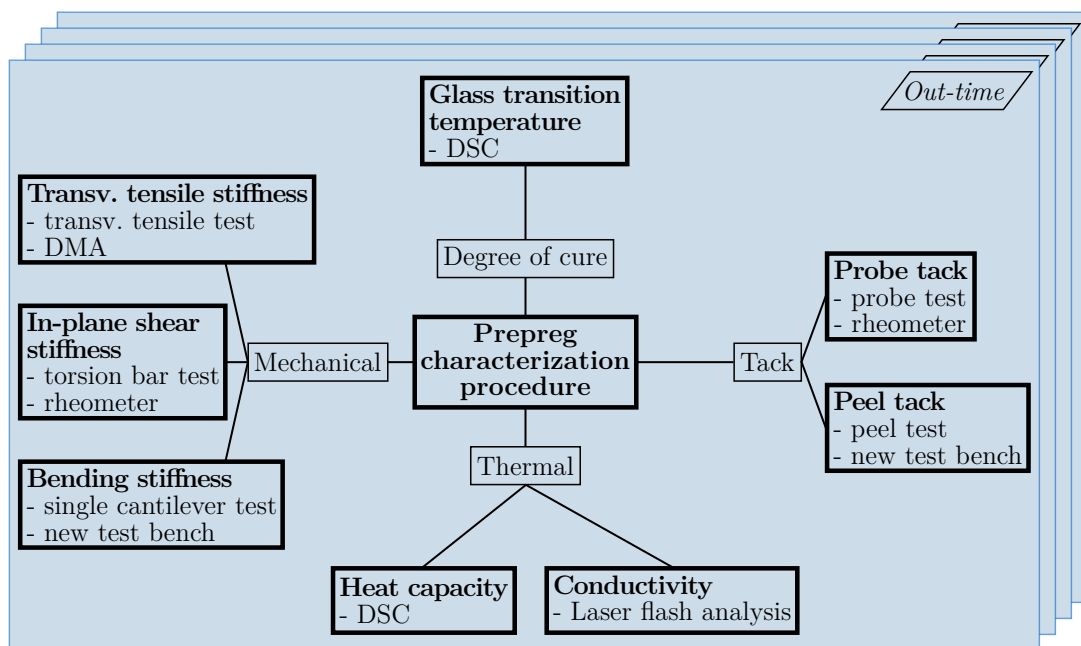 Out-time
Glass transition
temperature
- DSC
Transv. tensile stiffness
- transv. tensile test
- DMA
Degree of cure
Probe tack
- probe test
- rheometer
In-plane shear
stiffness
- torsion bar test
- rheometer
Mechanical
Prepreg
characterization
procedure
Tack
Peel tack
- peel test
- new test bench
Thermal
Bending stiffness
- single cantilever test
- new test bench
Heat capacity
- DSC
Conductivity
- Laser flash analysis